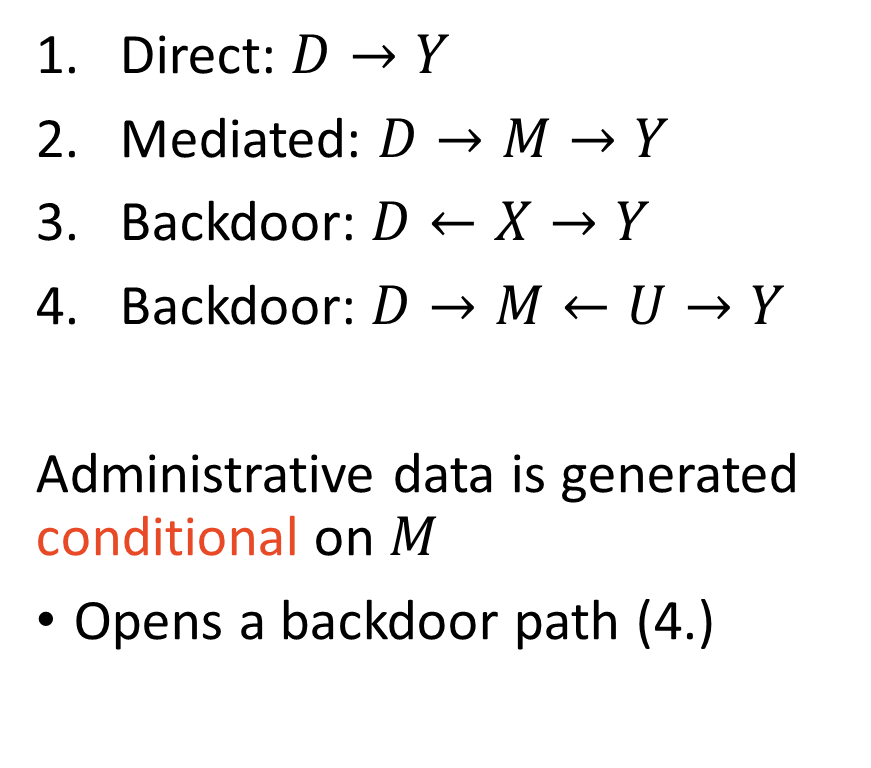 1. Direct: D → Y
2. Mediated: D → M → Y
3. Backdoor: D ← X → Y
4. Backdoor: D → M ← U → Y
Administrative data is generated
conditional on M
• Opens a backdoor path (4.)